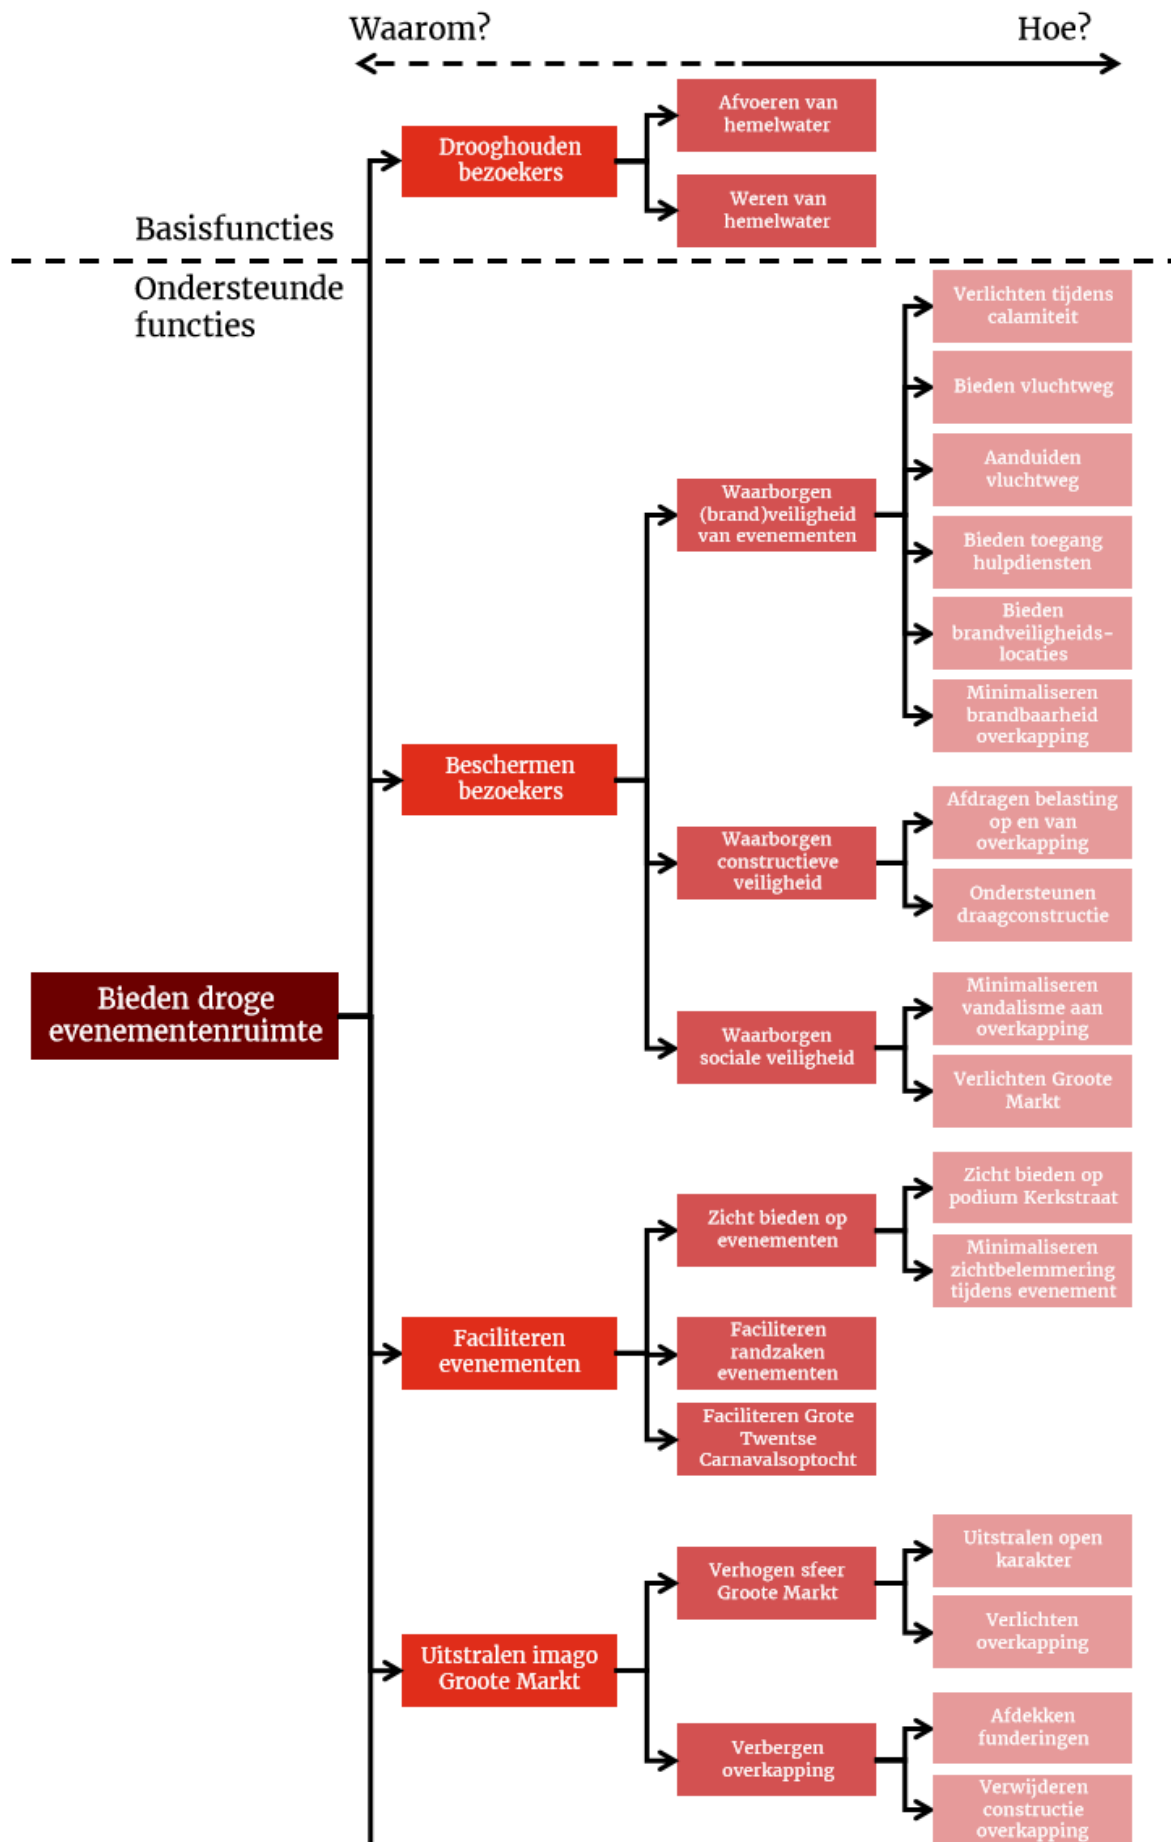 Waarom?
Hoe?
Afvoeren van
hemelwater
Drooghouden
bezoekers
Weren van
hemelwater
Basisfuncties
Ondersteunde
functies
Verlichten tijdens
calamiteit
Bieden vluchtweg
Aanduiden
vluchtweg
Waarborgen
(brand)veiligheid
van evenementen
Bieden toegang
hulpdiensten
Bieden
brandveiligheids-
locaties
Minimaliseren
brandbaarheid
overkapping
Beschermen
bezoekers
Afdragen belasting
op en van
overkapping
Waarborgen
constructieve
veiligheid
Ondersteunen
draagconstructie
Bieden droge
evenementenruimte
Minimaliseren
vandalisme aan
overkapping
Waarborgen
sociale veiligheid
Verlichten Groote
Markt
Zicht bieden op
podium Kerkstraat
Zicht bieden op
evenementen
Minimaliseren
zichtbelemmering
tijdens evenement
Faciliteren
evenementen
Faciliteren
randzaken
evenementen
Faciliteren Grote
Twentse
Carnavalsoptocht
Uitstralen open
karakter
Verhogen sfeer
Groote Markt
Verlichten
overkapping
Uitstralen imago
Groote Markt
Afdekken
funderingen
Verbergen
overkapping
Verwijderen
constructie
overkapping